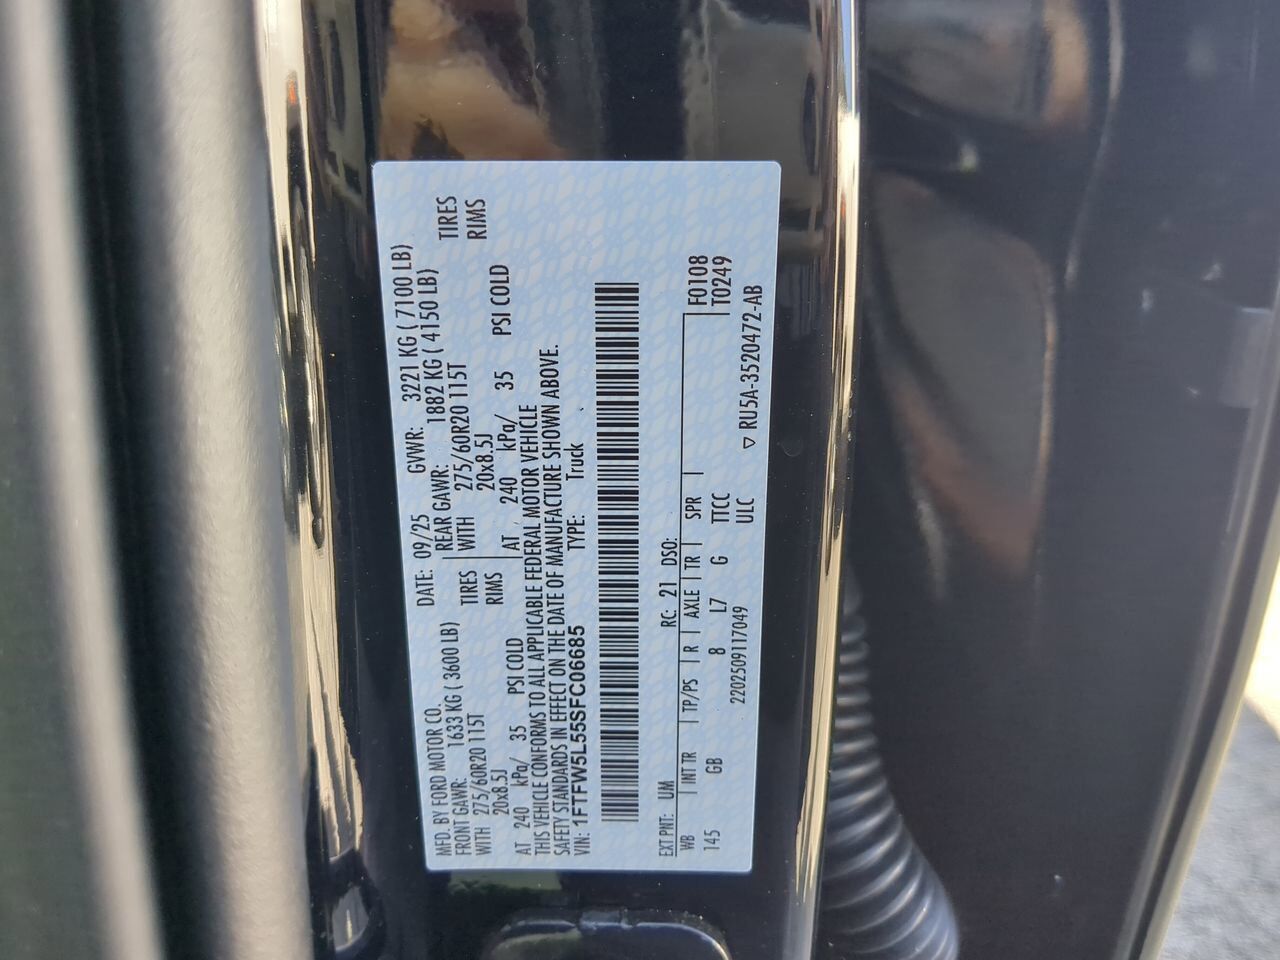 MFD. BY FORD MOTOR CO. DATE: 09/25 GVWR: 3221 KG ( 7100 LB)
FRONT GAWR: 1633 KG ( 3600 LB) REAR GAWR: 1882 KG ( 4150 LB)
WITH 275/60R20 115T TIRES WITH 275/60R20 115T TIRES
20x8.5J RIMS 20x8.5J RIMS
AT 240 kPa/ 35 PSI COLD AT 240 kPa/ 35 PSI COLD
THIS VEHICLE CONFORMS TO ALL APPLICABLE FEDERAL MOTOR VEHICLE
SAFETY STANDARDS IN EFFECT ON THE DATE OF MANUFACTURE SHOWN ABOVE.
VIN: 1FTFW5L55SFC06685 TYPE: Truck
EXT PNT: UM RC: 21 DSO:
WB INT TR TP/PS R AXLE TR SPR F0108
145 GB 8 L7 G TTCC T0249
2202509117049 ULC ▽ RU5A-3520472-AB